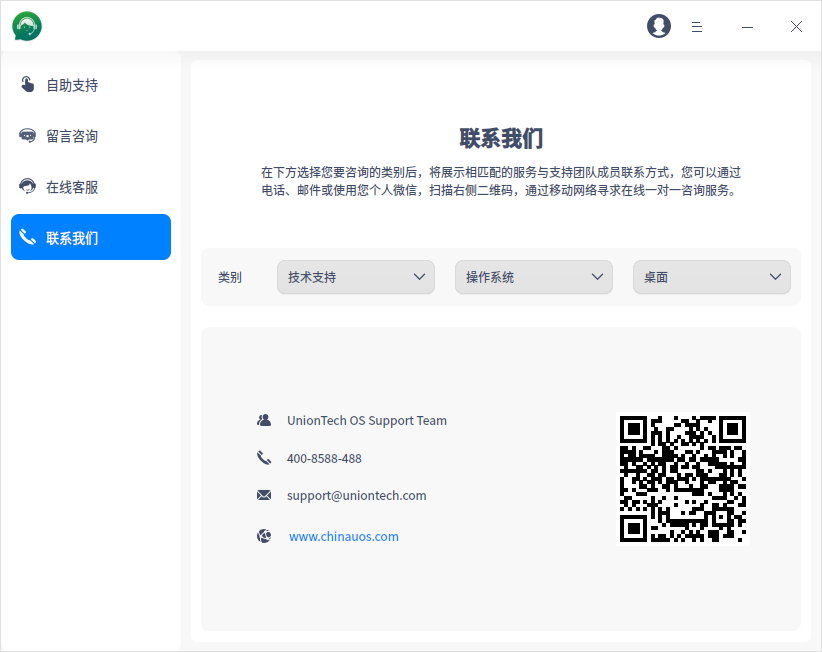 自助支持
留言咨询
在线客服
联系我们
联系我们
在下方选择您要咨询的类别后，将展示相匹配的服务与支持团队成员联系方式，您可以通过
电话、邮件或使用您个人微信，扫描右侧二维码，通过移动网络寻求在线一对一咨询服务。
类别 技术支持 操作系统 桌面
UnionTech OS Support Team
400-8588-488
support@uniontech.com
www.chinauos.com